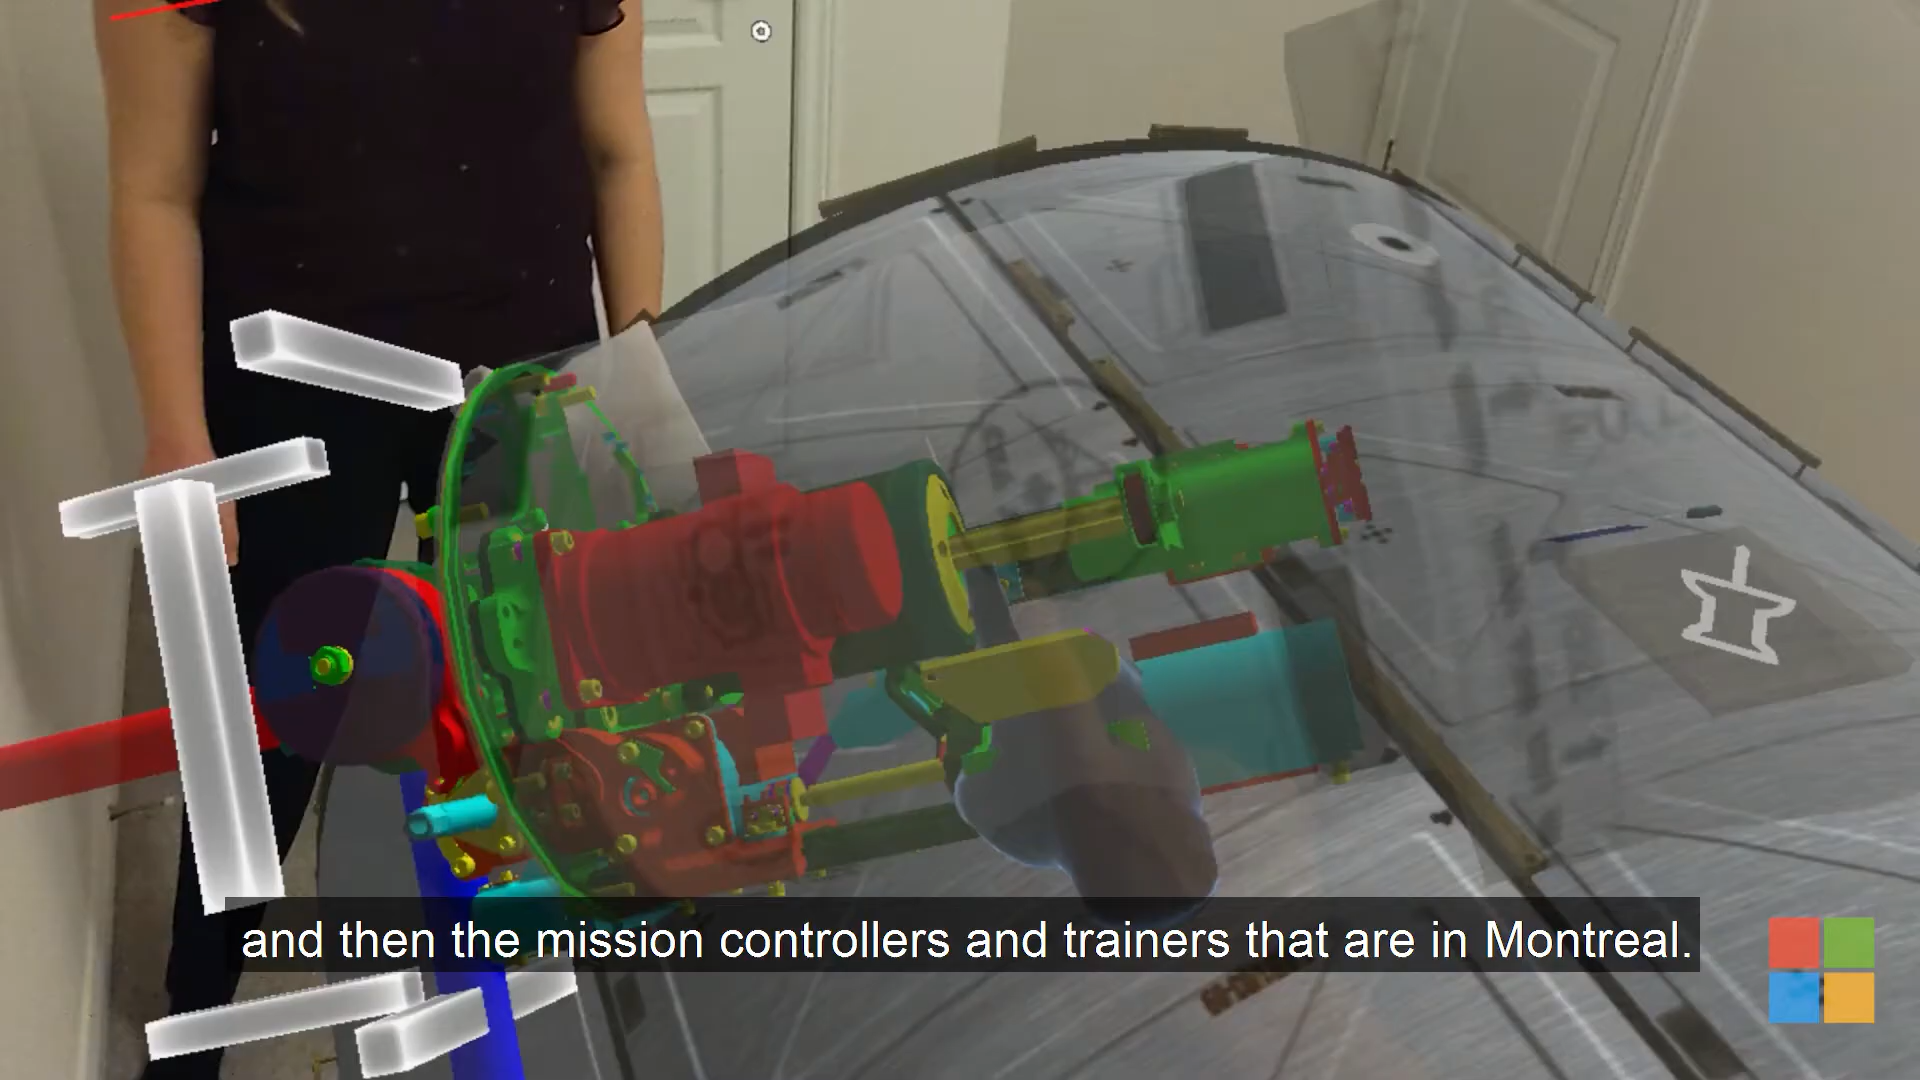 and then the mission controllers and trainers that are in Montreal.